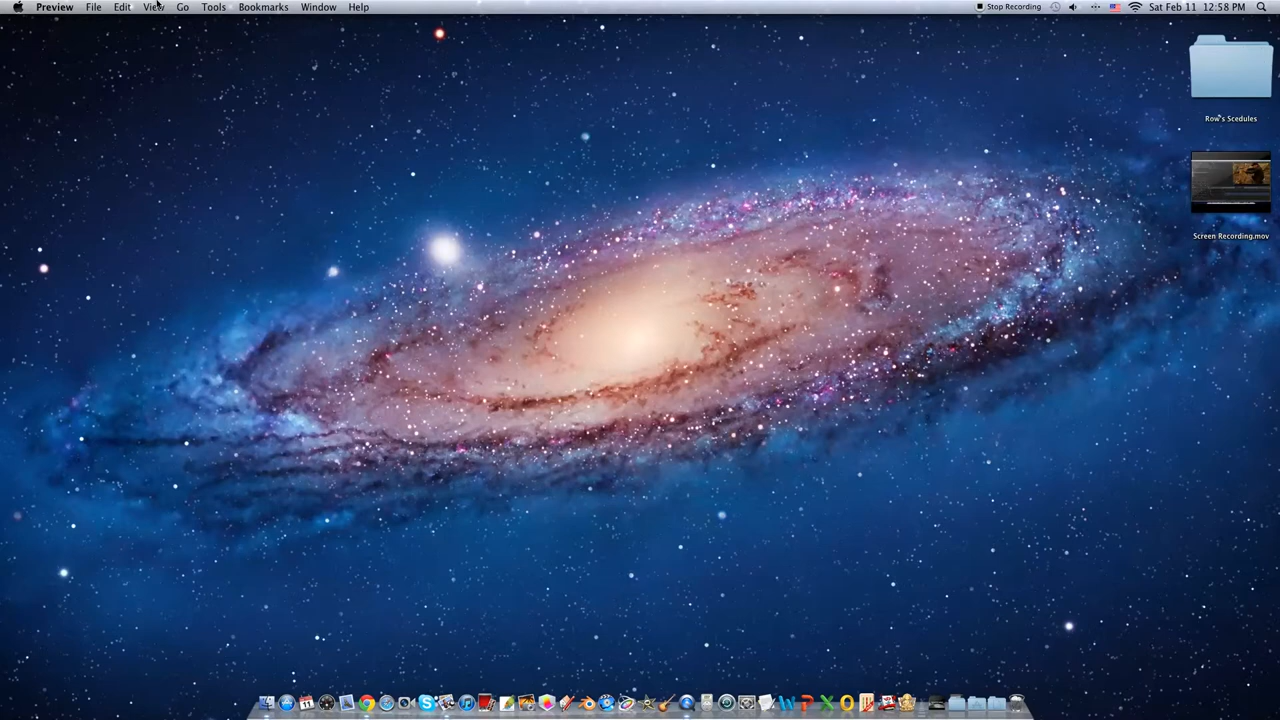 Preview File Edit View Go Tools Bookmarks Window Help Stop Recording Sat Feb 11 12:58 PM
Row's Scedules
Screen Recording.mov